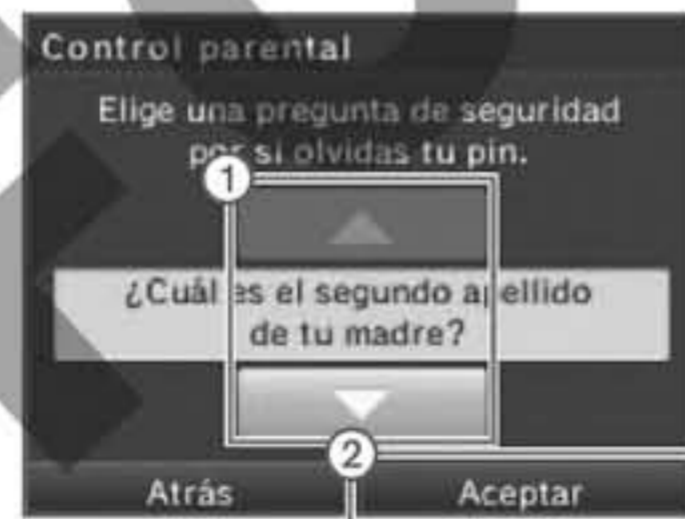 Control parental
Elige una pregunta de seguridad
por si olvidas tu pin.
1
¿Cuál es el segundo apellido
de tu madre?
2
Atrás
Aceptar